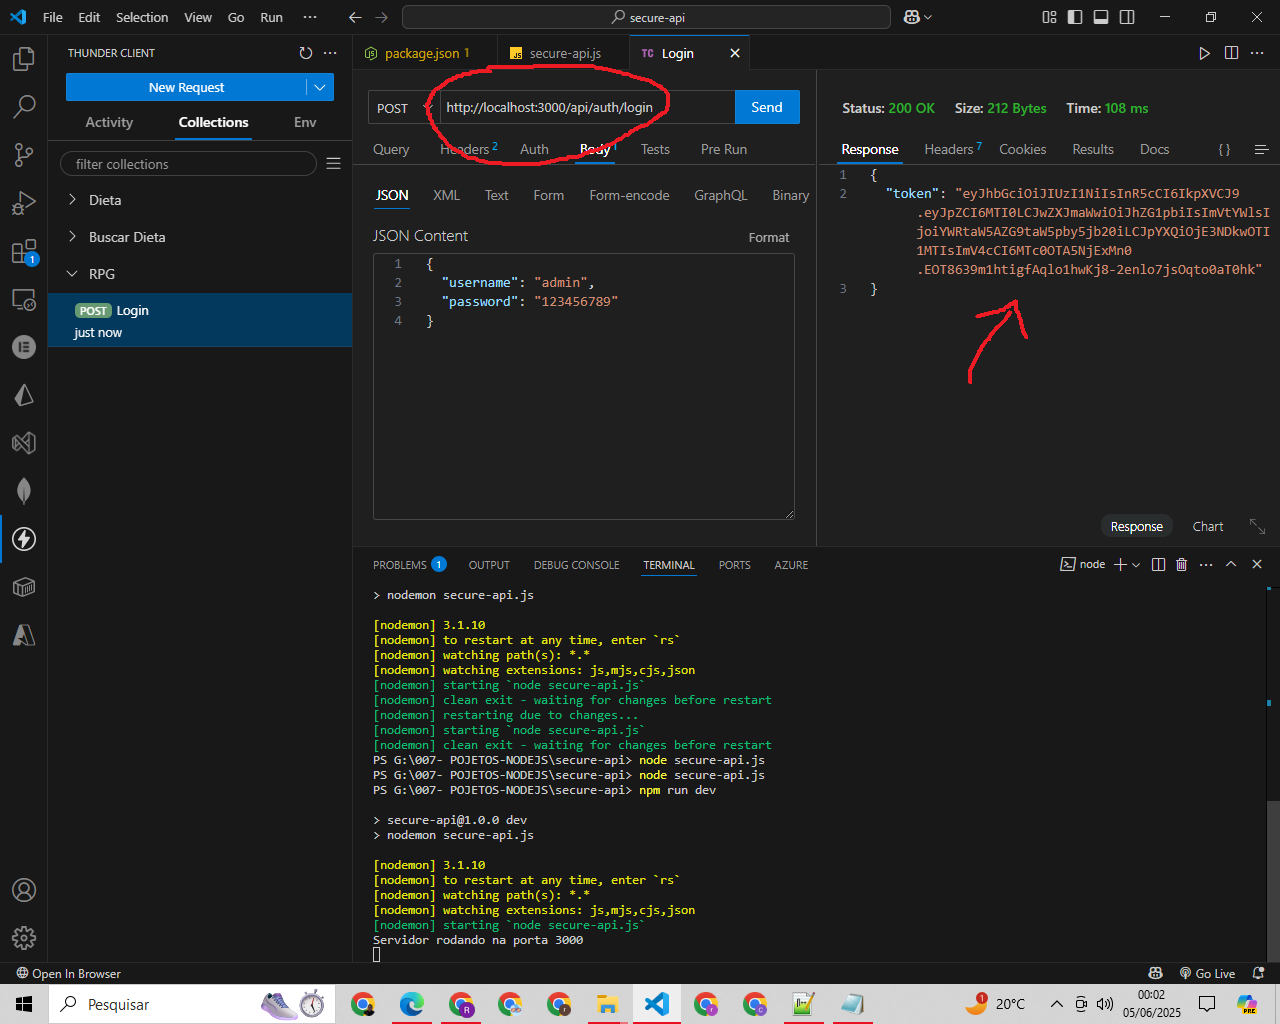 File Edit Selection View Go Run ··· secure-api
THUNDER CLIENT ···
New Request
Activity Collections Env
filter collections
Dieta
Buscar Dieta
RPG
POST Login
just now
package.json 1 secure-api.js TC Login
POST http://localhost:3000/api/auth/login Send
Query Headers 2 Auth Body 1 Tests Pre Run
JSON XML Text Form Form-encode GraphQL Binary
JSON Content Format
1 {
2 "username": "admin",
3 "password": "123456789"
4 }
Status: 200 OK Size: 212 Bytes Time: 108 ms
Response Headers 7 Cookies Results Docs {}
1 {
2 "token": "eyJhbGciOiJIUzI1NiIsInR5cCI6IkpXVCJ9
.eyJpZCI6MTI0LCJwZXJmaWwiOiJhZG1pbiIsImVtYWlsI
joiYWRtaW5AZG9taW5pby5jb20iLCJpYXQiOjE3NDkwOTI
1MTIsImV4cCI6MTc0OTA5NjExMn0
.EOT8639m1htigfAqlo1hwKj8-2enlo7jsOqto0aT0hk"
3 }
Response Chart
PROBLEMS 1 OUTPUT DEBUG CONSOLE TERMINAL PORTS AZURE node ···
> nodemon secure-api.js
[nodemon] 3.1.10
[nodemon] to restart at any time, enter `rs`
[nodemon] watching path(s): *.*
[nodemon] watching extensions: js,mjs,cjs,json
[nodemon] starting `node secure-api.js`
[nodemon] clean exit - waiting for changes before restart
[nodemon] restarting due to changes...
[nodemon] starting `node secure-api.js`
[nodemon] clean exit - waiting for changes before restart
PS G:\007- POJETOS-NODEJS\secure-api> node secure-api.js
PS G:\007- POJETOS-NODEJS\secure-api> node secure-api.js
PS G:\007- POJETOS-NODEJS\secure-api> npm run dev
> secure-api@1.0.0 dev
> nodemon secure-api.js
[nodemon] 3.1.10
[nodemon] to restart at any time, enter `rs`
[nodemon] watching path(s): *.*
[nodemon] watching extensions: js,mjs,cjs,json
[nodemon] starting `node secure-api.js`
Servidor rodando na porta 3000
Open In Browser Go Live
Pesquisar 1 20°C 00:02
05/06/2025
PRE